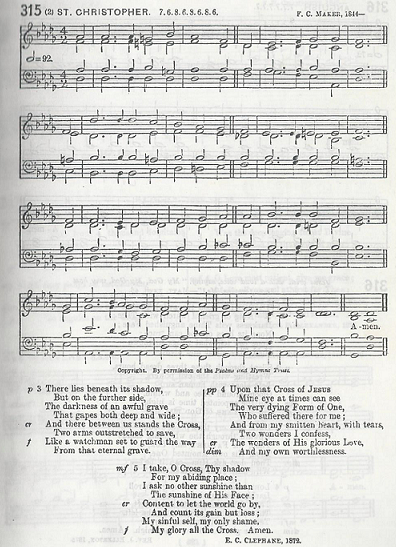 315 (2) ST. CHRISTOPHER. 7.6.8.6.8.6.8.6. F. C. MAKER, 1844—
=92.
A-men.
Copyright. By permission of the Psalms and Hymns Trust.
p 3 There lies beneath its shadow,
But on the further side,
The darkness of an awful grave
That gapes both deep and wide;
cr And there between us stands the Cross,
Two arms outstretched to save,
f Like a watchman set to guard the way
From that eternal grave.
pp 4 Upon that Cross of JESUS
Mine eye at times can see
The very dying Form of One,
Who suffered there for me;
And from my smitten heart, with tears,
Two wonders I confess,
cr The wonders of His glorious Love,
dim And my own worthlessness.
mf 5 I take, O Cross, Thy shadow
For my abiding place;
I ask no other sunshine than
The sunshine of His Face;
cr Content to let the world go by,
And count its gain but loss;
My sinful self, my only shame,
f My glory all the Cross. Amen.
E. C. CLEPHANE, 1872.